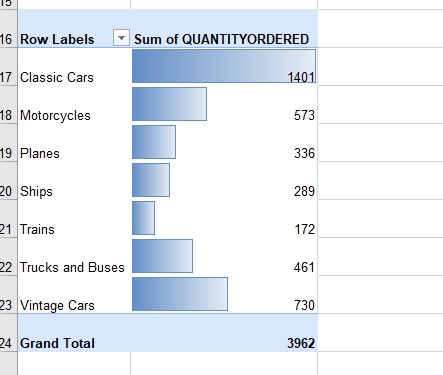 15
16 Row Labels Sum of QUANTITYORDERED
17 Classic Cars 1401
18 Motorcycles 573
19 Planes 336
20 Ships 289
21 Trains 172
22 Trucks and Buses 461
23 Vintage Cars 730
24 Grand Total 3962